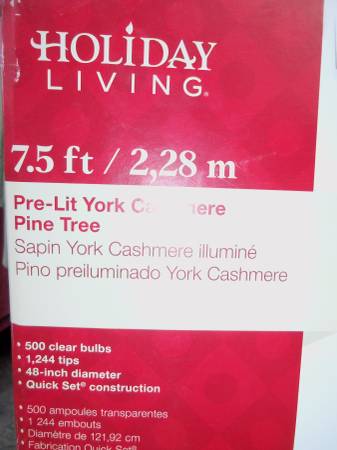 HOLIDAY
LIVING®
7.5 ft / 2,28 m
Pre-Lit York Cashmere
Pine Tree
Sapin York Cashmere illuminé
Pino preiluminado York Cashmere
• 500 clear bulbs
• 1,244 tips
• 48-inch diameter
• Quick Set® construction
• 500 ampoules transparentes
• 1 244 embouts
• Diamètre de 121,92 cm
• Fabrication Quick Set®